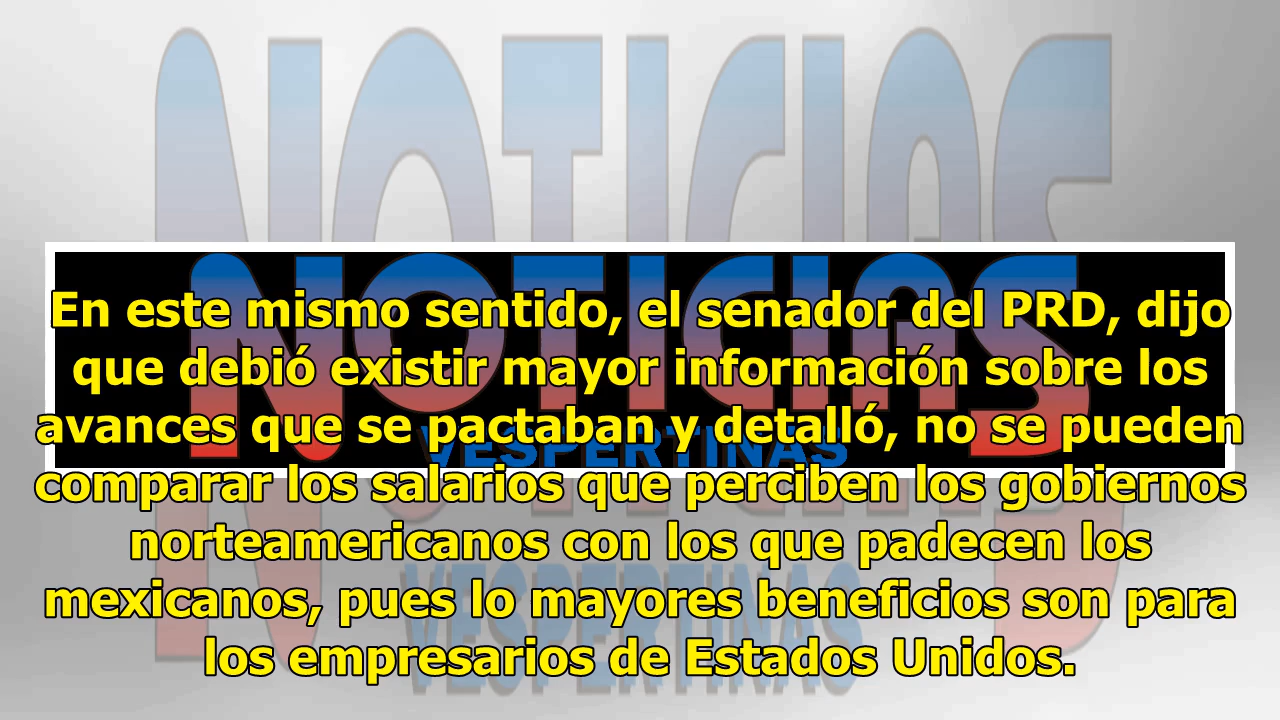 NOTICIAS
En este mismo sentido, el senador del PRD, dijo
que debió existir mayor información sobre los
avances que se pactaban y detalló, no se pueden
VESPERTINAS
comparar los salarios que perciben los gobiernos
norteamericanos con los que padecen los
mexicanos, pues lo mayores beneficios son para
los empresarios de Estados Unidos.
NOTICIAS
VESPERTINAS